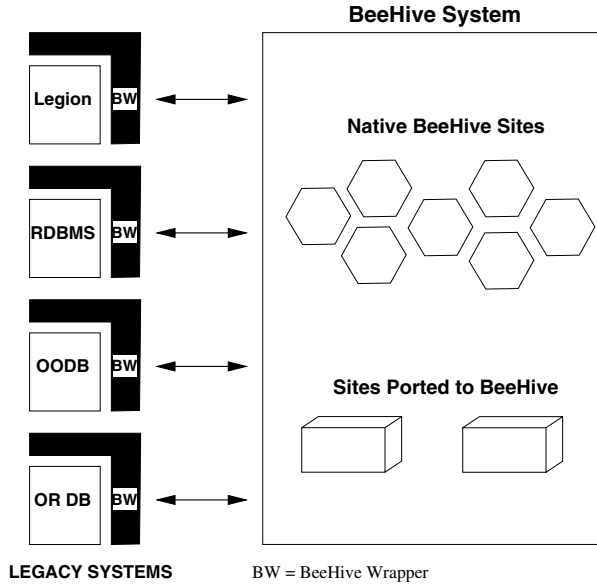 BeeHive System
Legion
BW
Native BeeHive Sites
RDBMS
BW
OODB
BW
Sites Ported to BeeHive
OR DB
BW
LEGACY SYSTEMS
BW = BeeHive Wrapper